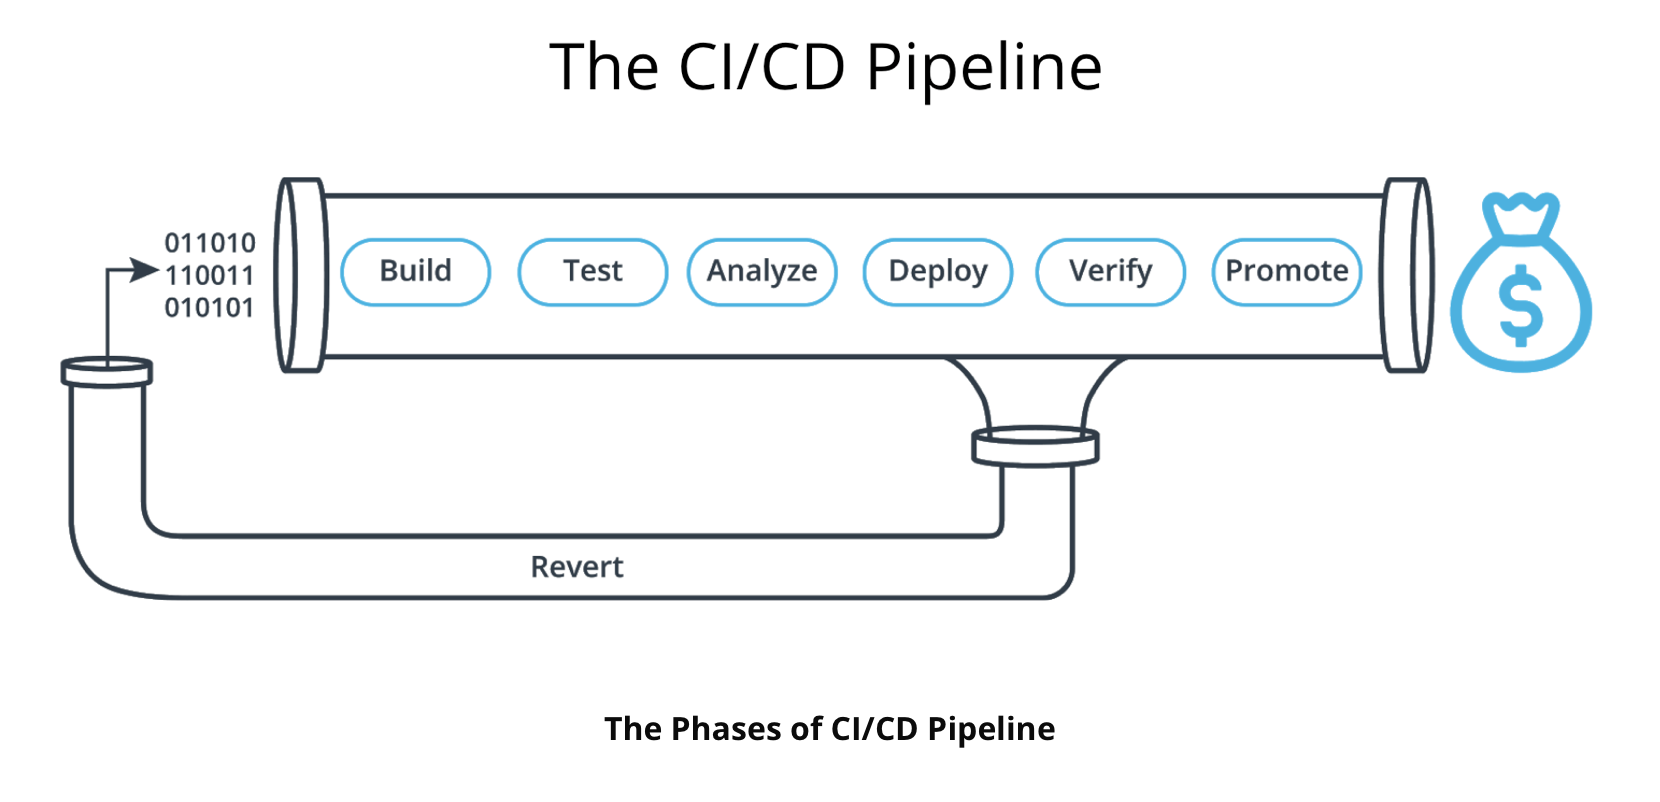 The CI/CD Pipeline
011010
110011
010101
Build
Test
Analyze
Deploy
Verify
Promote
$
Revert
The Phases of CI/CD Pipeline